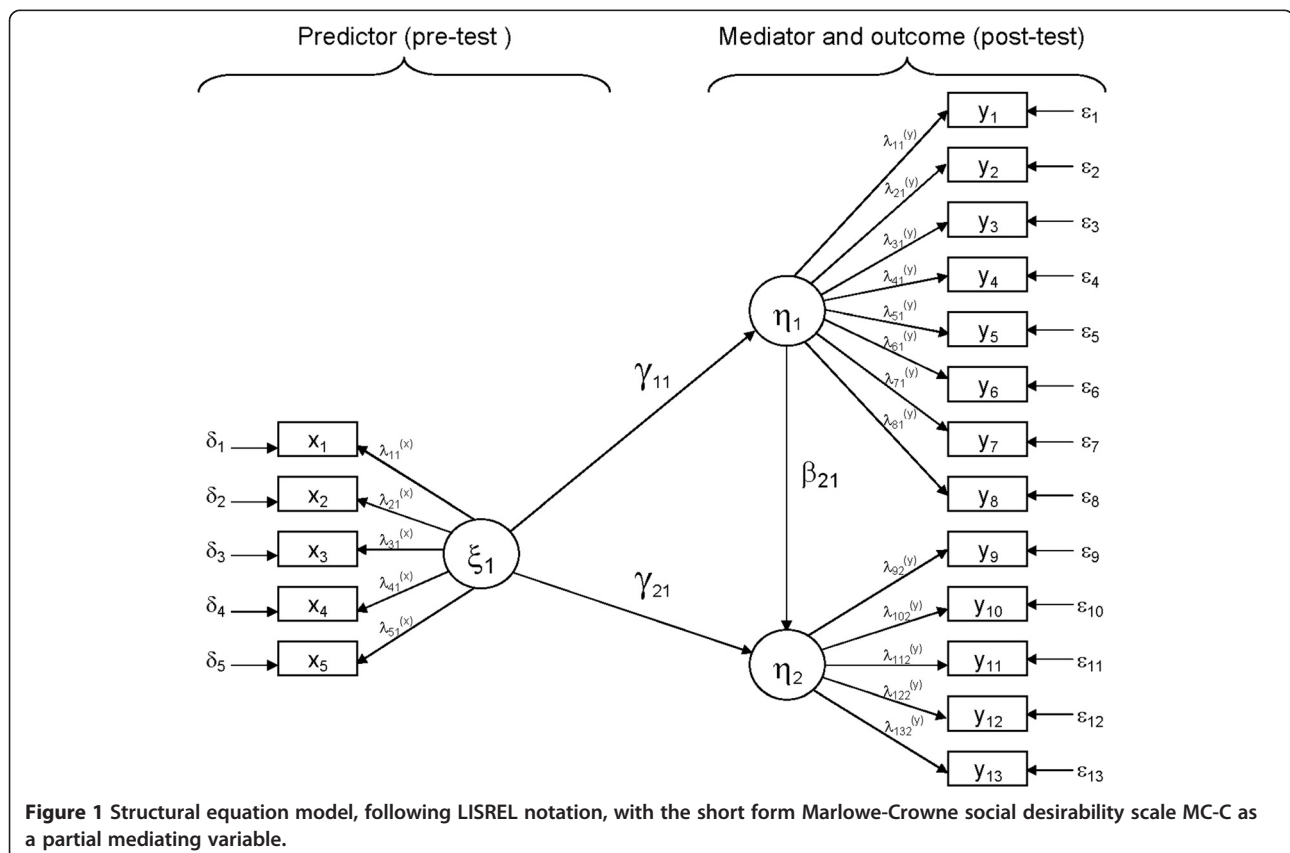 Predictor (pre-test )
Mediator and outcome (post-test)
y₁ ε₁
λ₁₁⁽ʸ⁾
y₂ ε₂
λ₂₁⁽ʸ⁾
y₃ ε₃
λ₃₁⁽ʸ⁾
y₄ ε₄
λ₄₁⁽ʸ⁾
η₁
y₅ ε₅
λ₅₁⁽ʸ⁾
λ₆₁⁽ʸ⁾
y₆ ε₆
λ₇₁⁽ʸ⁾
y₇ ε₇
λ₈₁⁽ʸ⁾
y₈ ε₈
γ₁₁
β₂₁
δ₁ x₁ λ₁₁⁽ˣ⁾
δ₂ x₂ λ₂₁⁽ˣ⁾
δ₃ x₃ λ₃₁⁽ˣ⁾
ξ₁
δ₄ x₄ λ₄₁⁽ˣ⁾
δ₅ x₅ λ₅₁⁽ˣ⁾
γ₂₁
y₉ ε₉
λ₉₂⁽ʸ⁾
y₁₀ ε₁₀
λ₁₀₂⁽ʸ⁾
η₂
y₁₁ ε₁₁
λ₁₁₂⁽ʸ⁾
λ₁₂₂⁽ʸ⁾
y₁₂ ε₁₂
λ₁₃₂⁽ʸ⁾
y₁₃ ε₁₃
Figure 1 Structural equation model, following LISREL notation, with the short form Marlowe-Crowne social desirability scale MC-C as
a partial mediating variable.